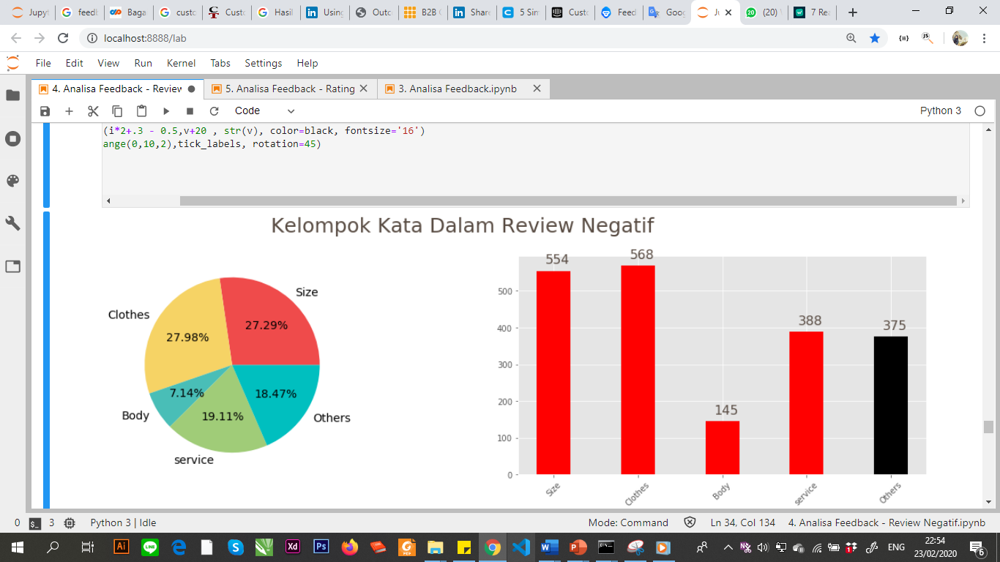 Jupyt
feedb
Baga
custo
Custo
Hasil
Using
Outco
B2B C
Share
5 Sim
Custo
Feed
Goog
Ju
(20)
7 Rea
localhost:8888/lab
File Edit View Run Kernel Tabs Settings Help
4. Analisa Feedback - Review
5. Analisa Feedback - Rating
3. Analisa Feedback.ipynb
Code
Python 3
(i*2+.3 - 0.5,v+20 , str(v), color=black, fontsize='16')
ange(0,10,2),tick_labels, rotation=45)
Kelompok Kata Dalam Review Negatif
Size
27.29%
Clothes
27.98%
Body
7.14%
service
19.11%
Others
18.47%
554
568
145
388
375
500
400
300
200
100
0
Size
Clothes
Body
service
Others
0
3
Python 3 | Idle
Mode: Command
Ln 34, Col 134
4. Analisa Feedback - Review Negatif.ipynb
22:54
ENG
23/02/2020
6